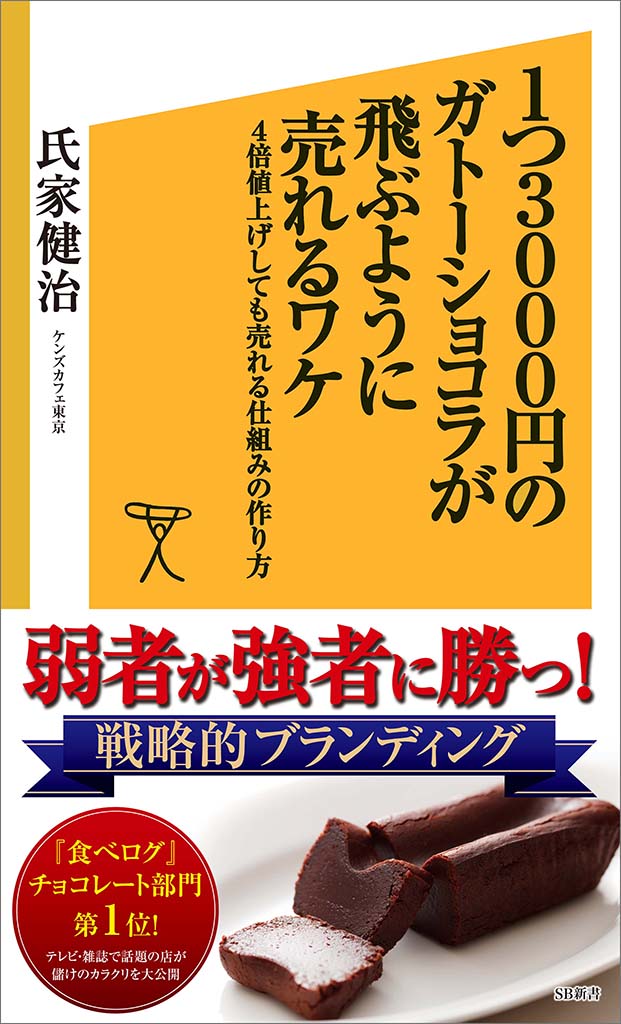 1つ3000円の
ガトーショコラが
飛ぶように
売れるワケ
4倍値上げしても売れる仕組みの作り方
氏家健治
ケンズカフェ東京
弱者が強者に勝つ!
戦略的ブランディング
『食べログ』
チョコレート部門
第1位!
テレビ・雑誌で話題の店が
儲けのカラクリを大公開
SB新書